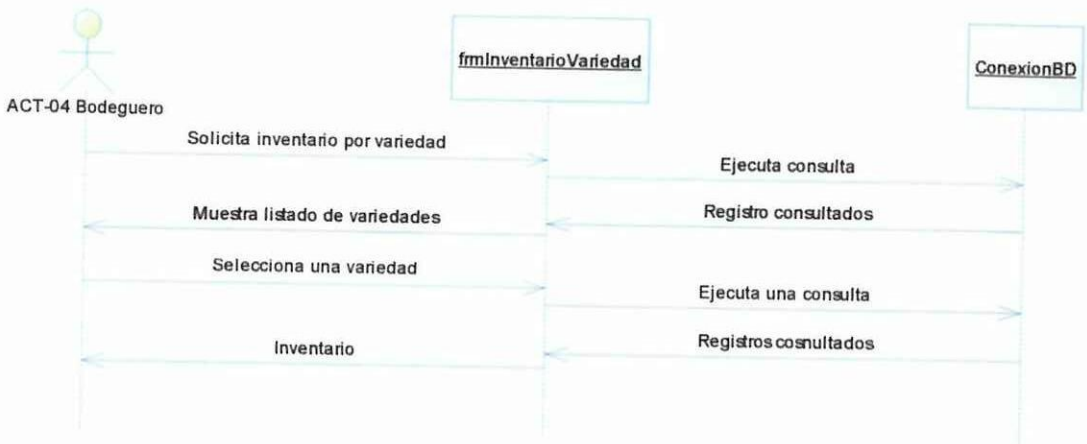 frmInventarioVariedad
ConexionBD
ACT-04 Bodeguero
Solicita inventario por variedad
Ejecuta consulta
Registro consultados
Muestra listado de variedades
Selecciona una variedad
Ejecuta una consulta
Registros cosnultados
Inventario